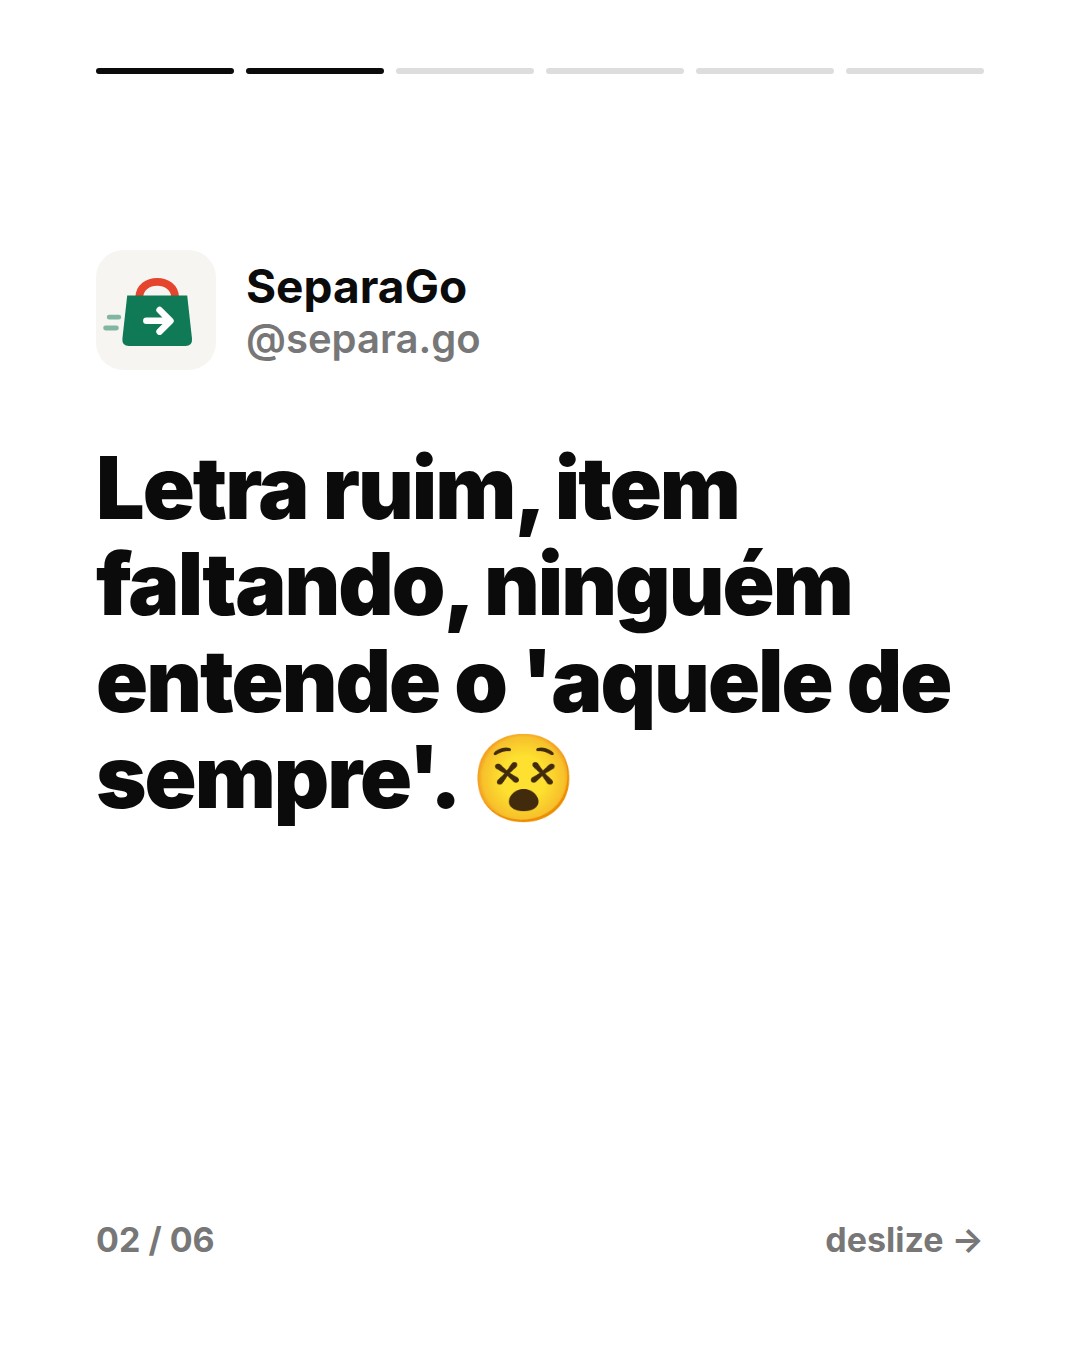 SeparaGo
@separa.go
Letra ruim, item
faltando, ninguém
entende o 'aquele de
sempre'. 😵
02 / 06
deslize →